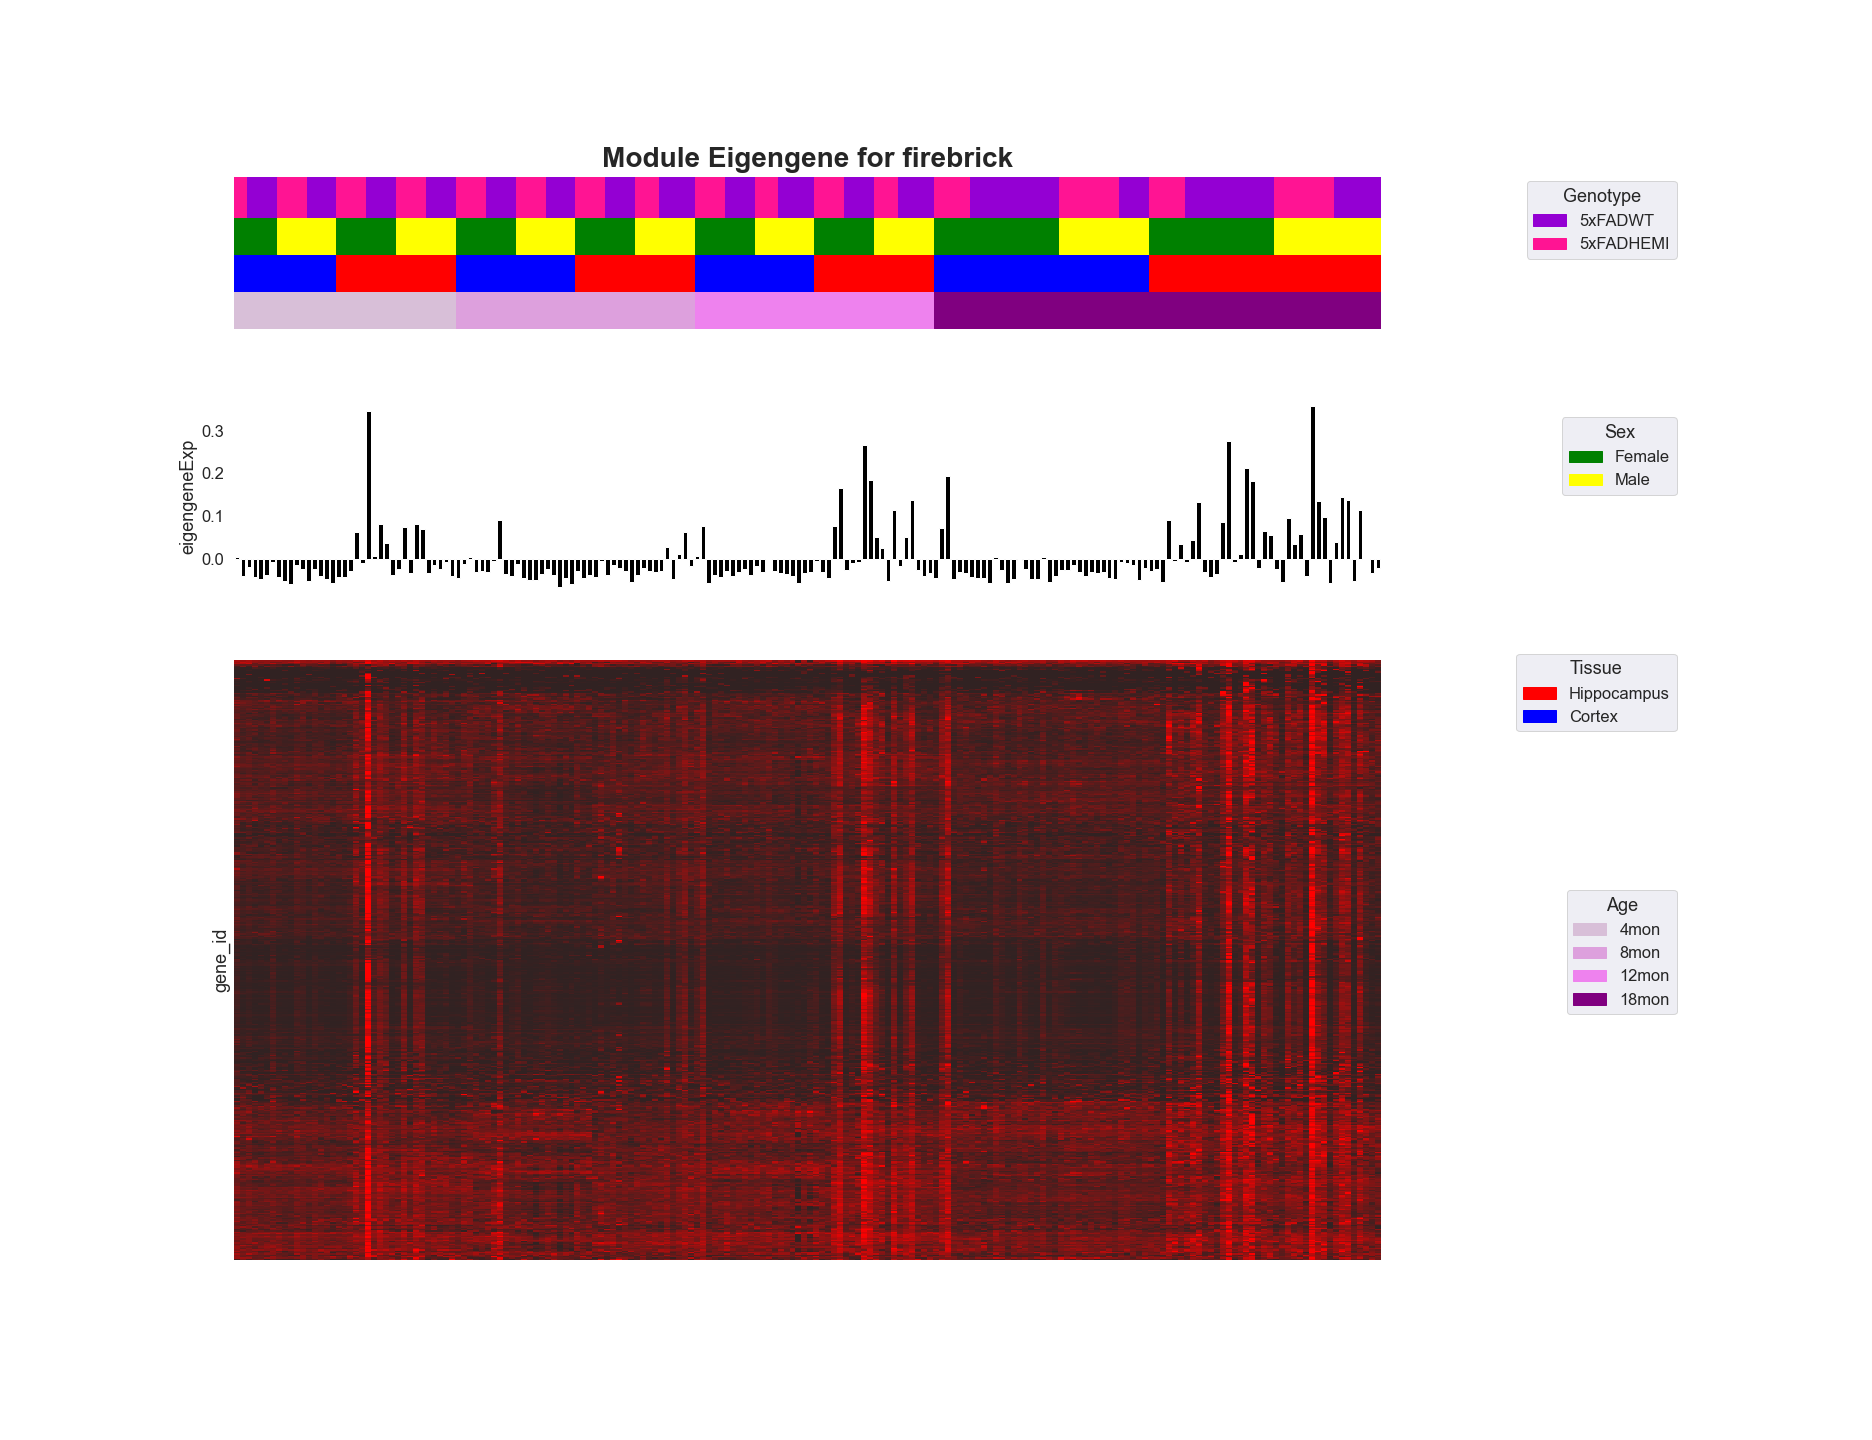 Module Eigengene for firebrick
Genotype
5xFADWT
5xFADHEMI
eigengeneExp
0.3
0.2
0.1
0.0
Sex
Female
Male
Tissue
Hippocampus
Cortex
gene_id
Age
4mon
8mon
12mon
18mon